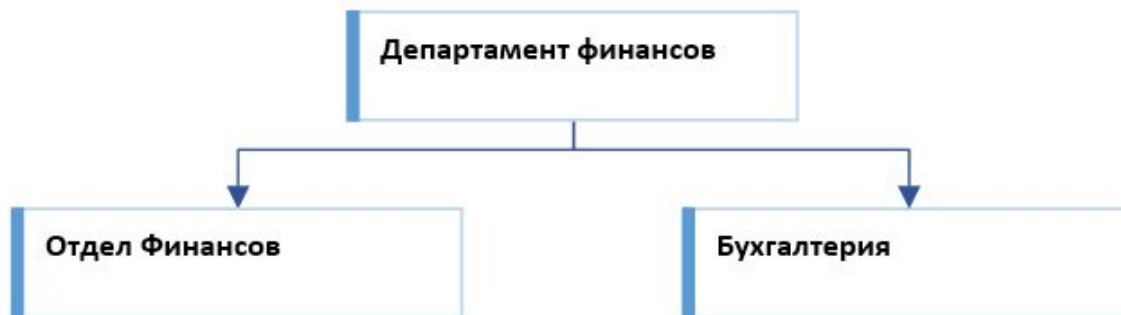 Департамент финансов
Отдел Финансов
Бухгалтерия